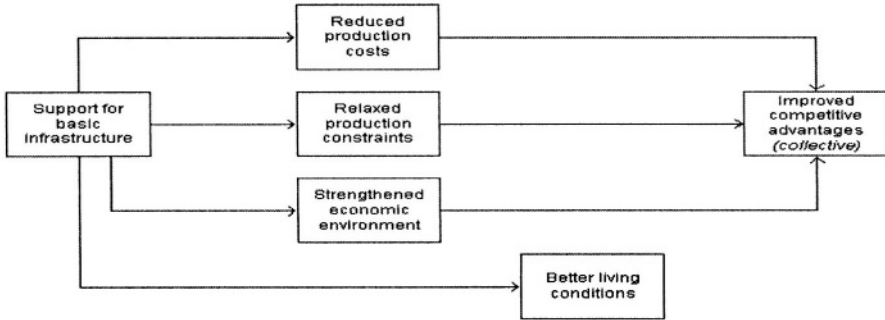 Reduced
production
costs
Support for
basic
infrastructure
Relaxed
production
constraints
Improved
competitive
advantages
(collective)
Strengthened
economic
environment
Better living
conditions